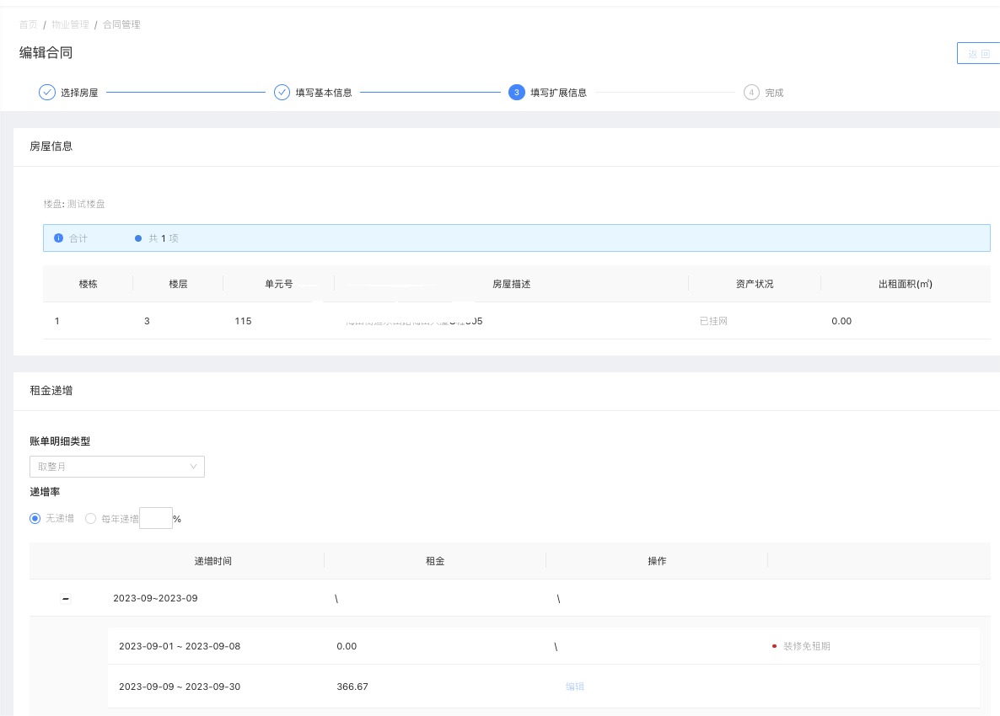 首页 / 物业管理 / 合同管理
编辑合同
返 回
选择房屋 填写基本信息 3 填写扩展信息 4 完成
房屋信息
楼盘: 测试楼盘
合计 共 1 项
楼栋 楼层 单元号 房屋描述 资产状况 出租面积(㎡)
1 3 115 05 已挂网 0.00
租金递增
账单明细类型
取整月
递增率
无递增 每年递增 %
递增时间 租金 操作
2023-09~2023-09 \ \
2023-09-01 ~ 2023-09-08 0.00 \ 装修免租期
2023-09-09 ~ 2023-09-30 366.67 编辑